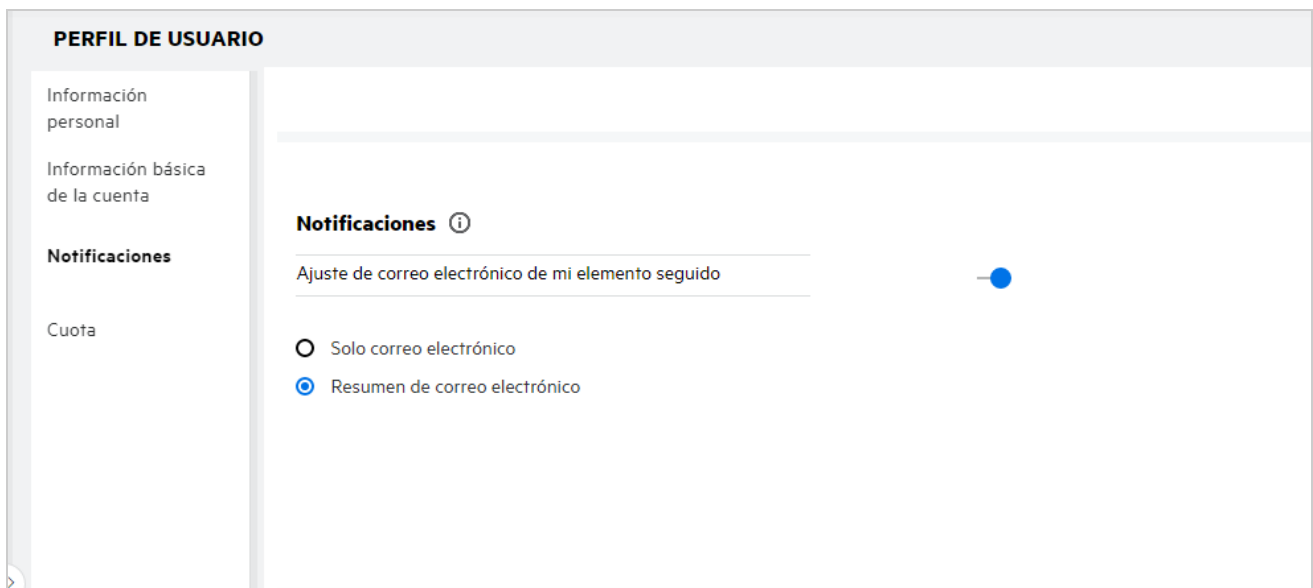 PERFIL DE USUARIO
Información
personal
Información básica
de la cuenta
Notificaciones
Cuota
Notificaciones
Ajuste de correo electrónico de mi elemento seguido
Solo correo electrónico
Resumen de correo electrónico